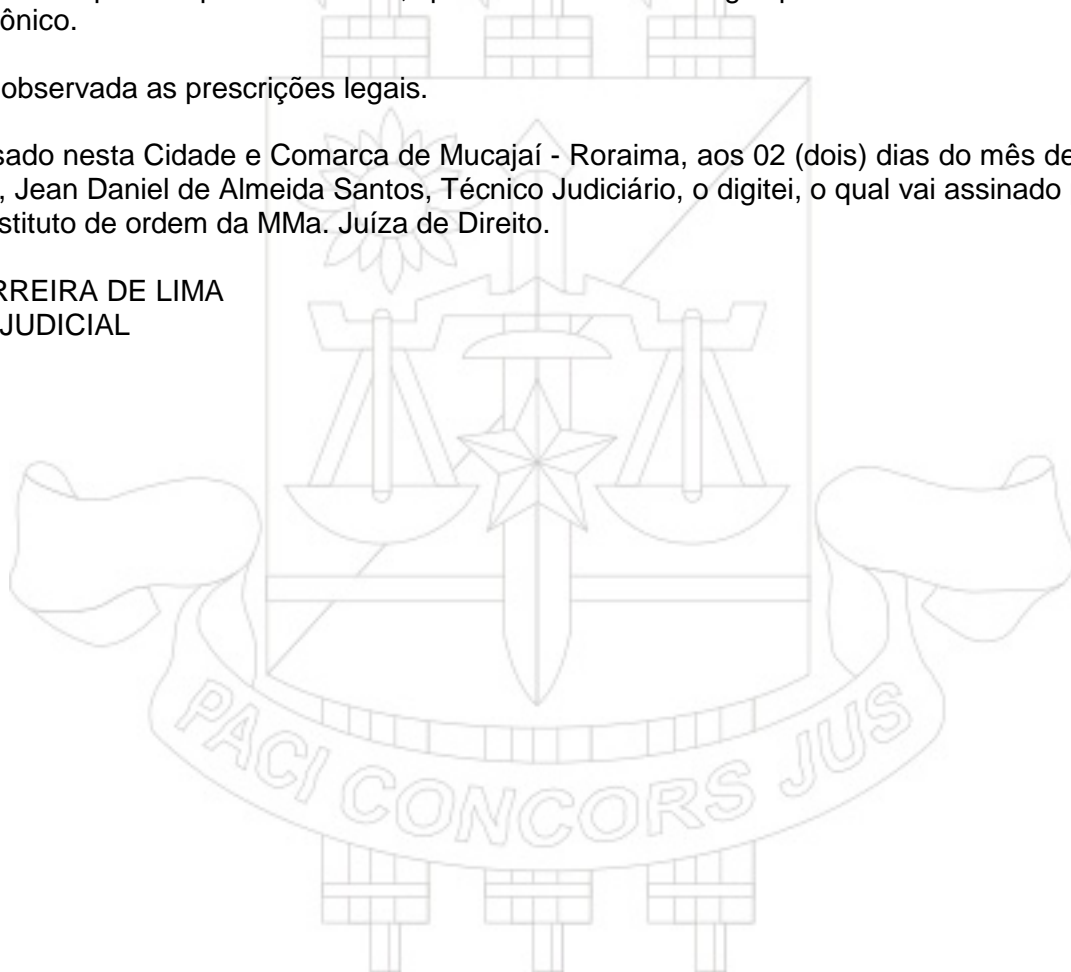 ônico.
observada as prescrições legais.
sado nesta Cidade e Comarca de Mucajaí - Roraima, aos 02 (dois) dias do mês de
, Jean Daniel de Almeida Santos, Técnico Judiciário, o digitei, o qual vai assinado
stituto de ordem da MMa. Juíza de Direito.
RREIRA DE LIMA
JUDICIAL
PACI CONCORS JUS